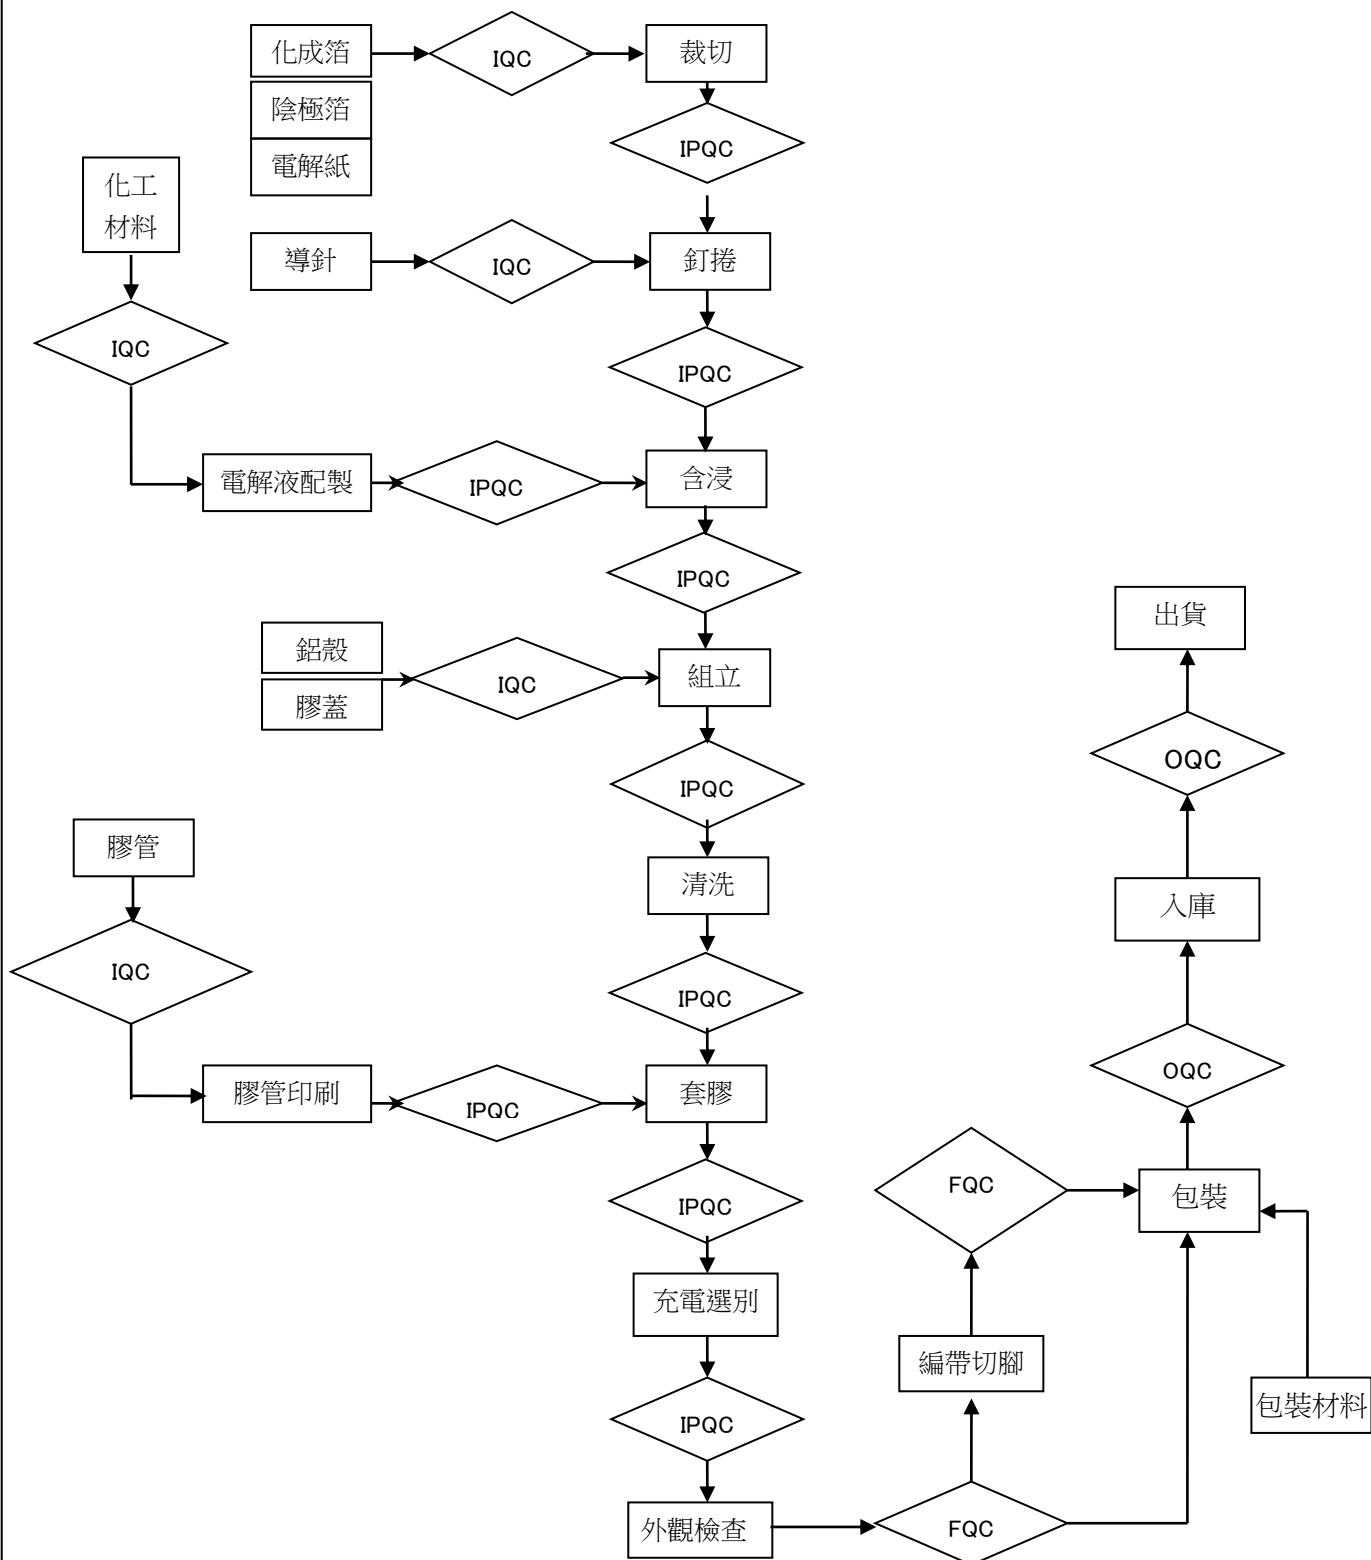 化成箔
IQC
裁切
陰極箔
IPQC
電解紙
化工
材料
導針
IQC
釘捲
IQC
IPQC
電解液配製
IPQC
含浸
IPQC
出貨
鋁殼
IQC
組立
膠蓋
OQC
IPQC
膠管
清洗
入庫
IQC
IPQC
OQC
膠管印刷
IPQC
套膠
FQC
包裝
IPQC
充電選別
編帶切腳
包裝材料
IPQC
外觀檢查
FQC